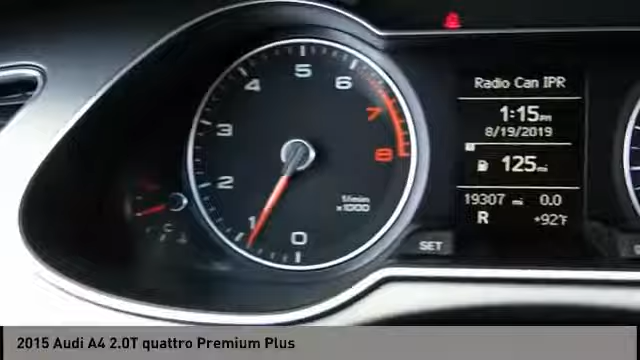 5
4
6
3
7
2
8
1
0
1/min
x1000
Radio Can IPR
1:15PM
8/19/2019
125mi
19307 mi 0.0
R +92°F
SET
2015 Audi A4 2.0T quattro Premium Plus